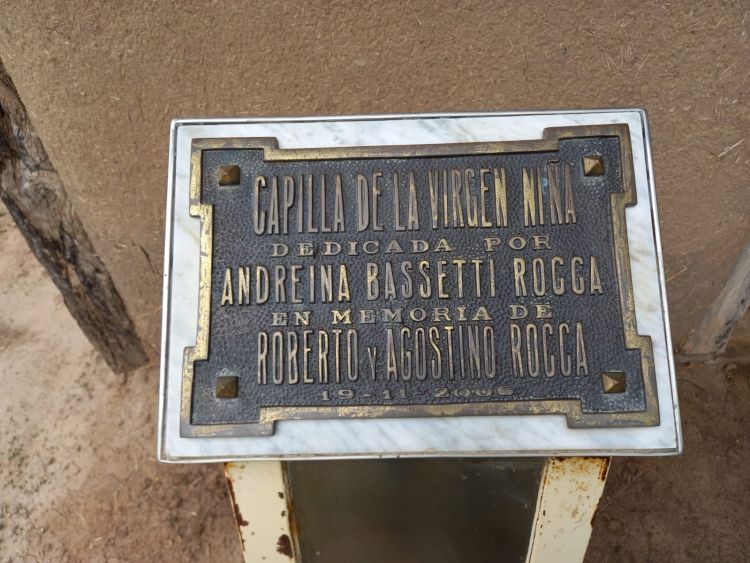 CAPILLA DE LA VIRGEN NIÑA
DEDICADA POR
ANDREINA BASSETTI ROCCA
EN MEMORIA DE
ROBERTO Y AGOSTINO ROCCA
19-11-2006